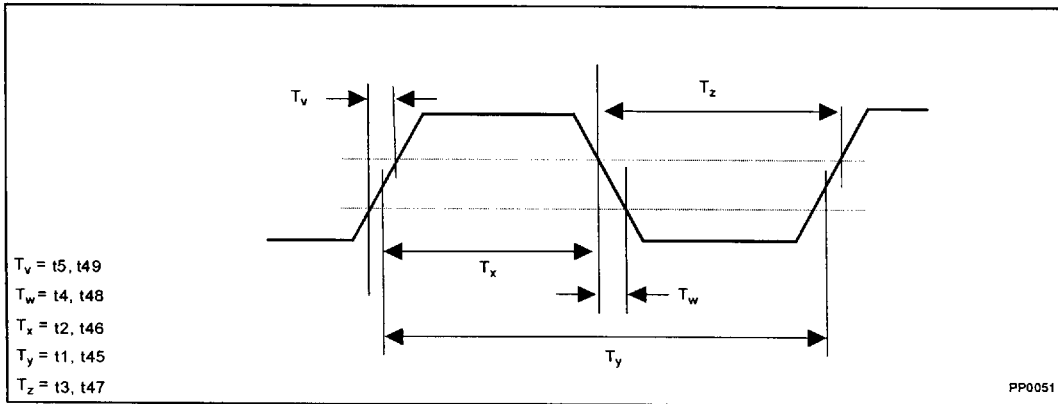 Tv
Tz
Tx
Tw
Ty
Tv = t5, t49
Tw = t4, t48
Tx = t2, t46
Ty = t1, t45
Tz = t3, t47
PP0051